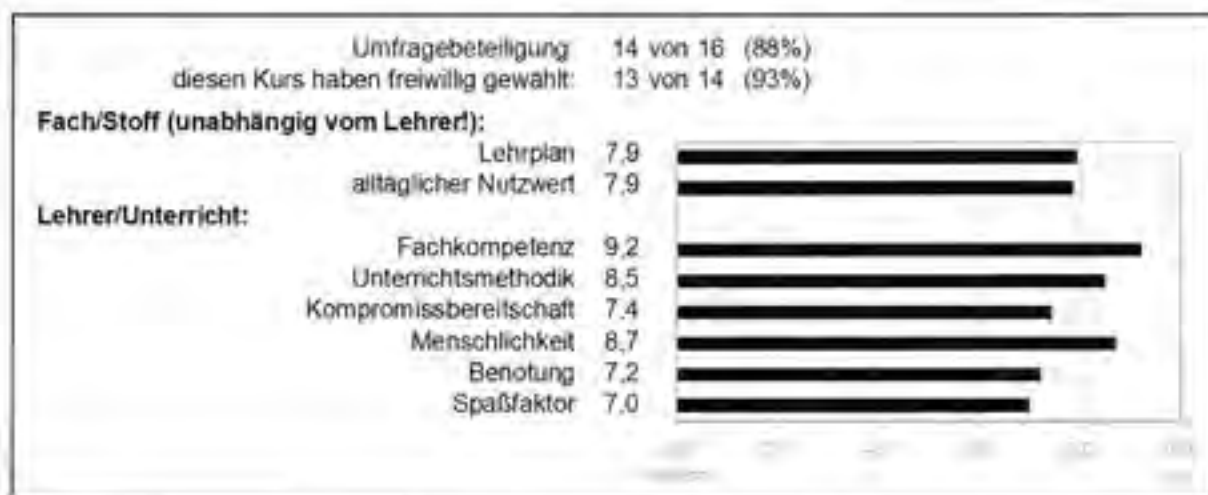 Umfragebeteiligung: 14 von 16 (88%)
diesen Kurs haben freiwillig gewählt: 13 von 14 (93%)
Fach/Stoff (unabhängig vom Lehrer!):
Lehrplan 7,9
alltäglicher Nutzwert 7,9
Lehrer/Unterricht:
Fachkompetenz 9,2
Unterrichtsmethodik 8,5
Kompromissbereitschaft 7,4
Menschlichkeit 8,7
Benotung 7,2
Spaßfaktor 7,0